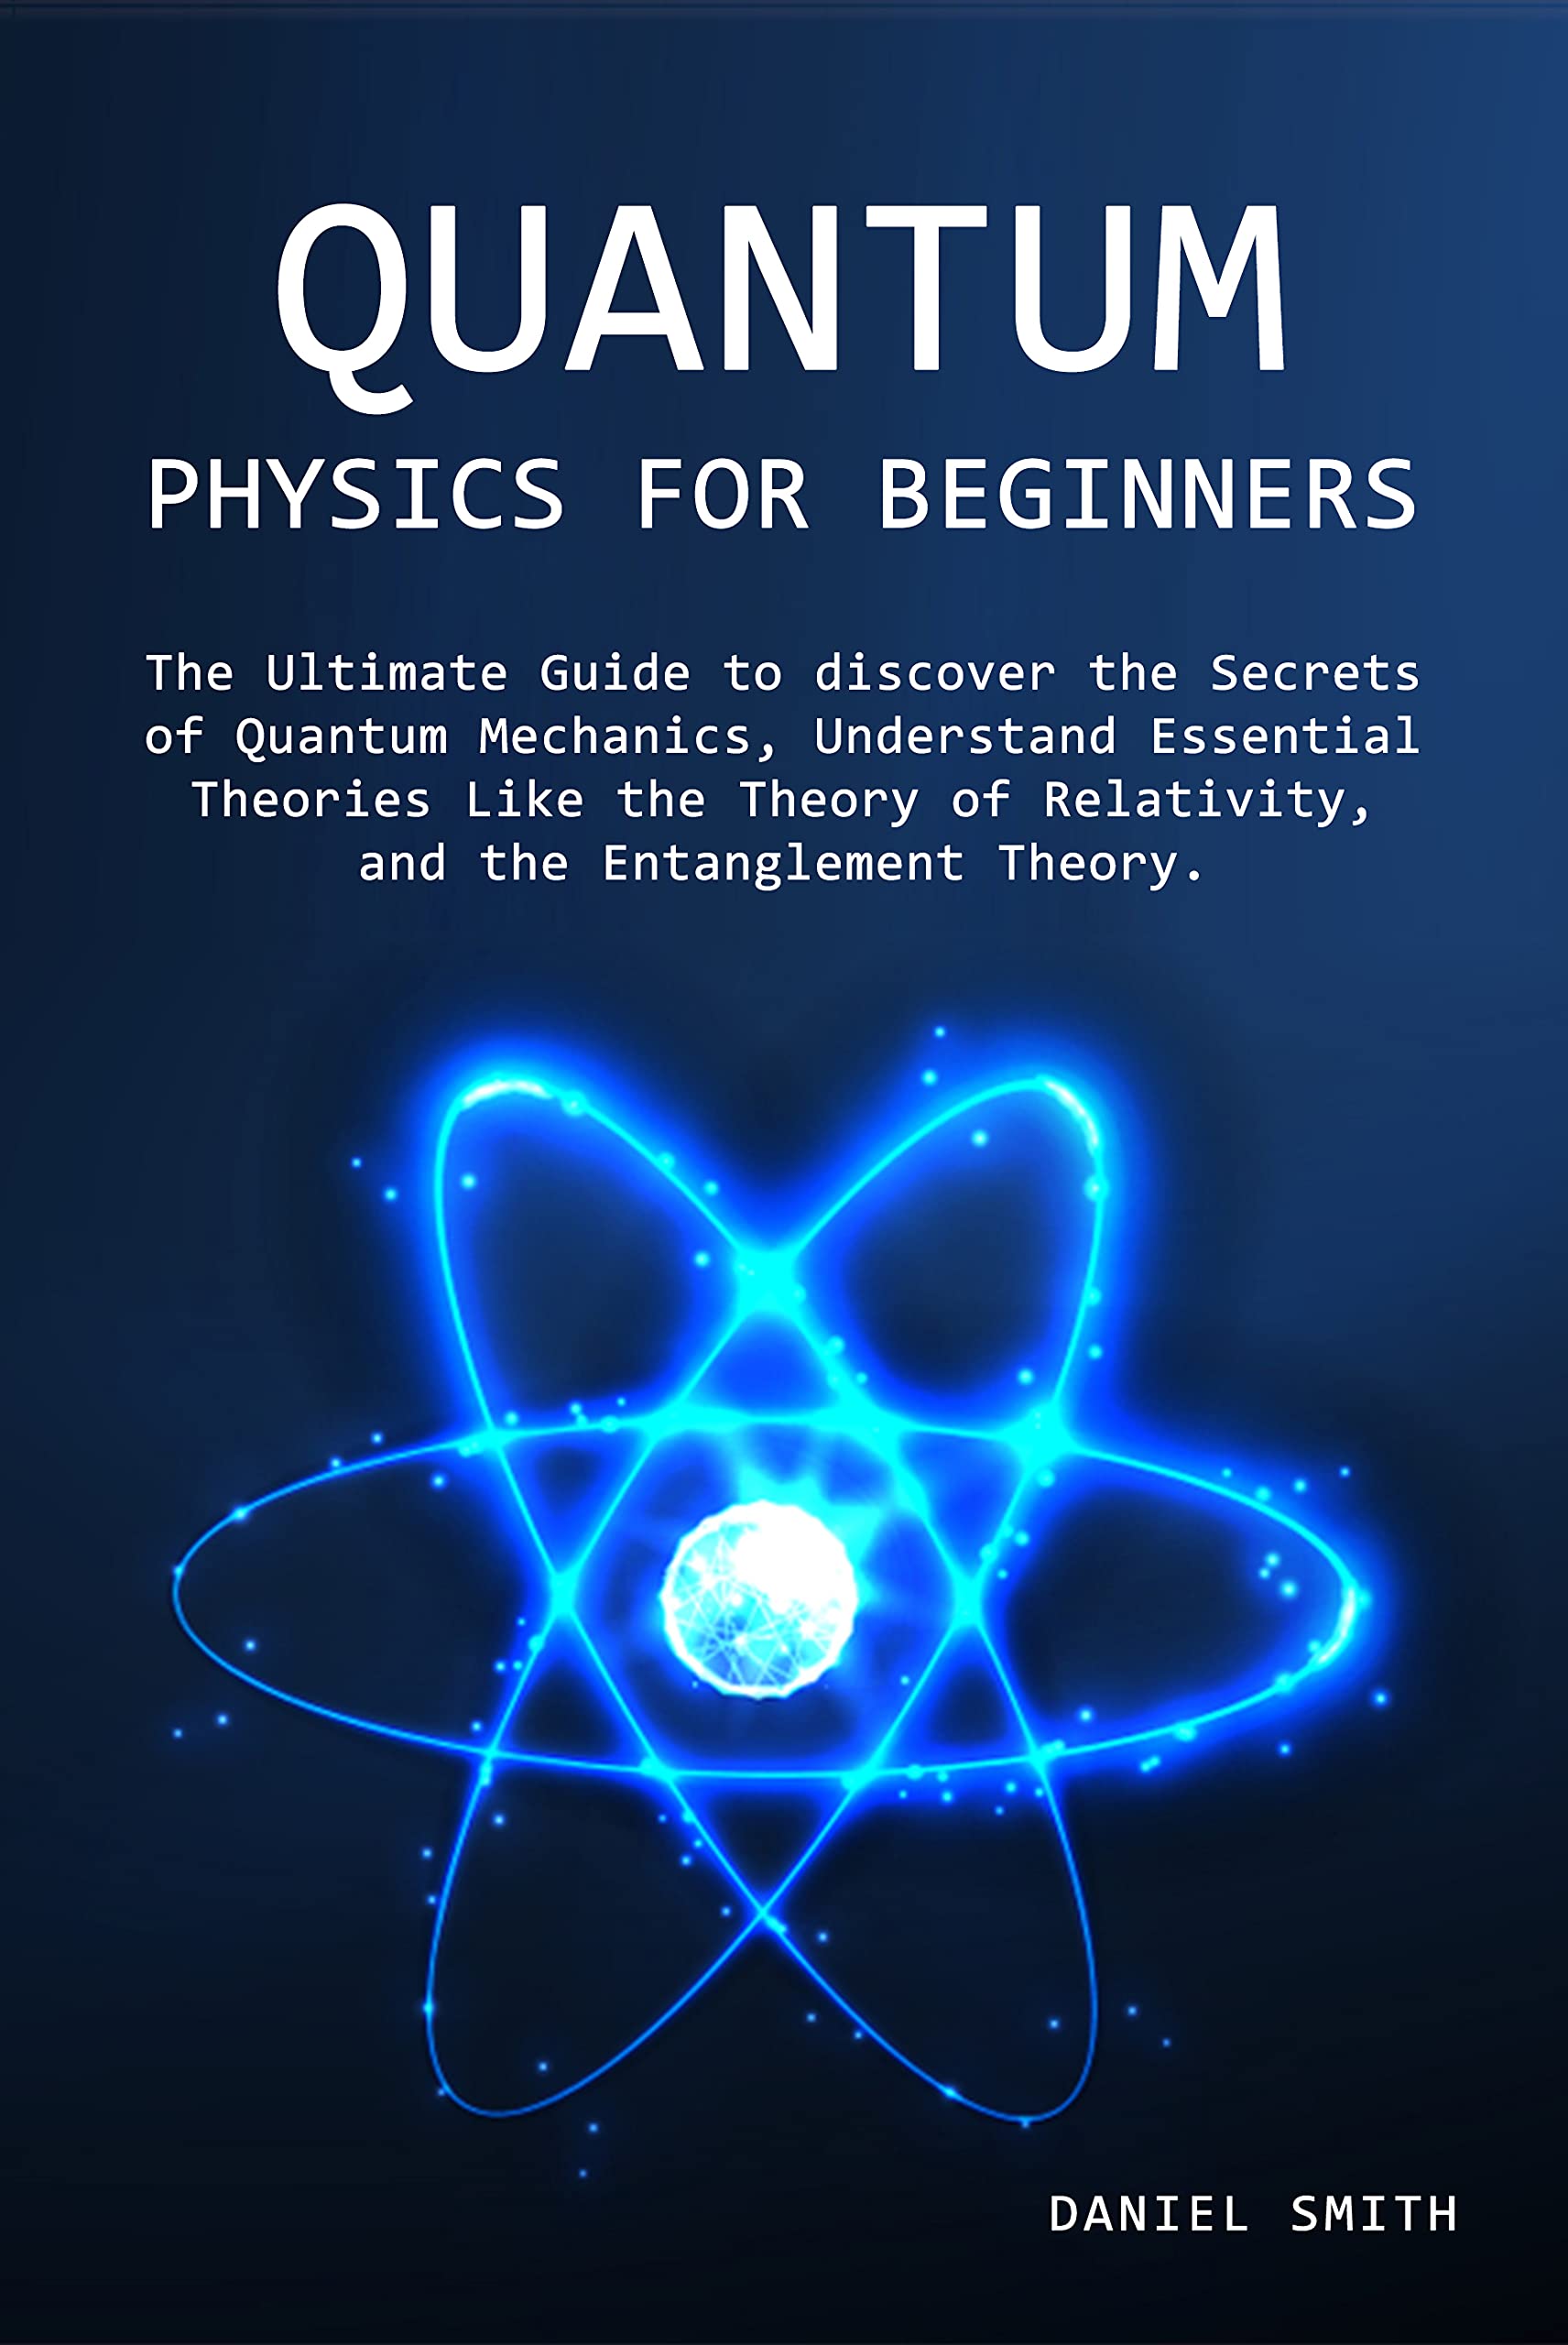 QUANTUM
PHYSICS FOR BEGINNERS
The Ultimate Guide to discover the Secrets
of Quantum Mechanics, Understand Essential
Theories Like the Theory of Relativity,
and the Entanglement Theory.
DANIEL SMITH